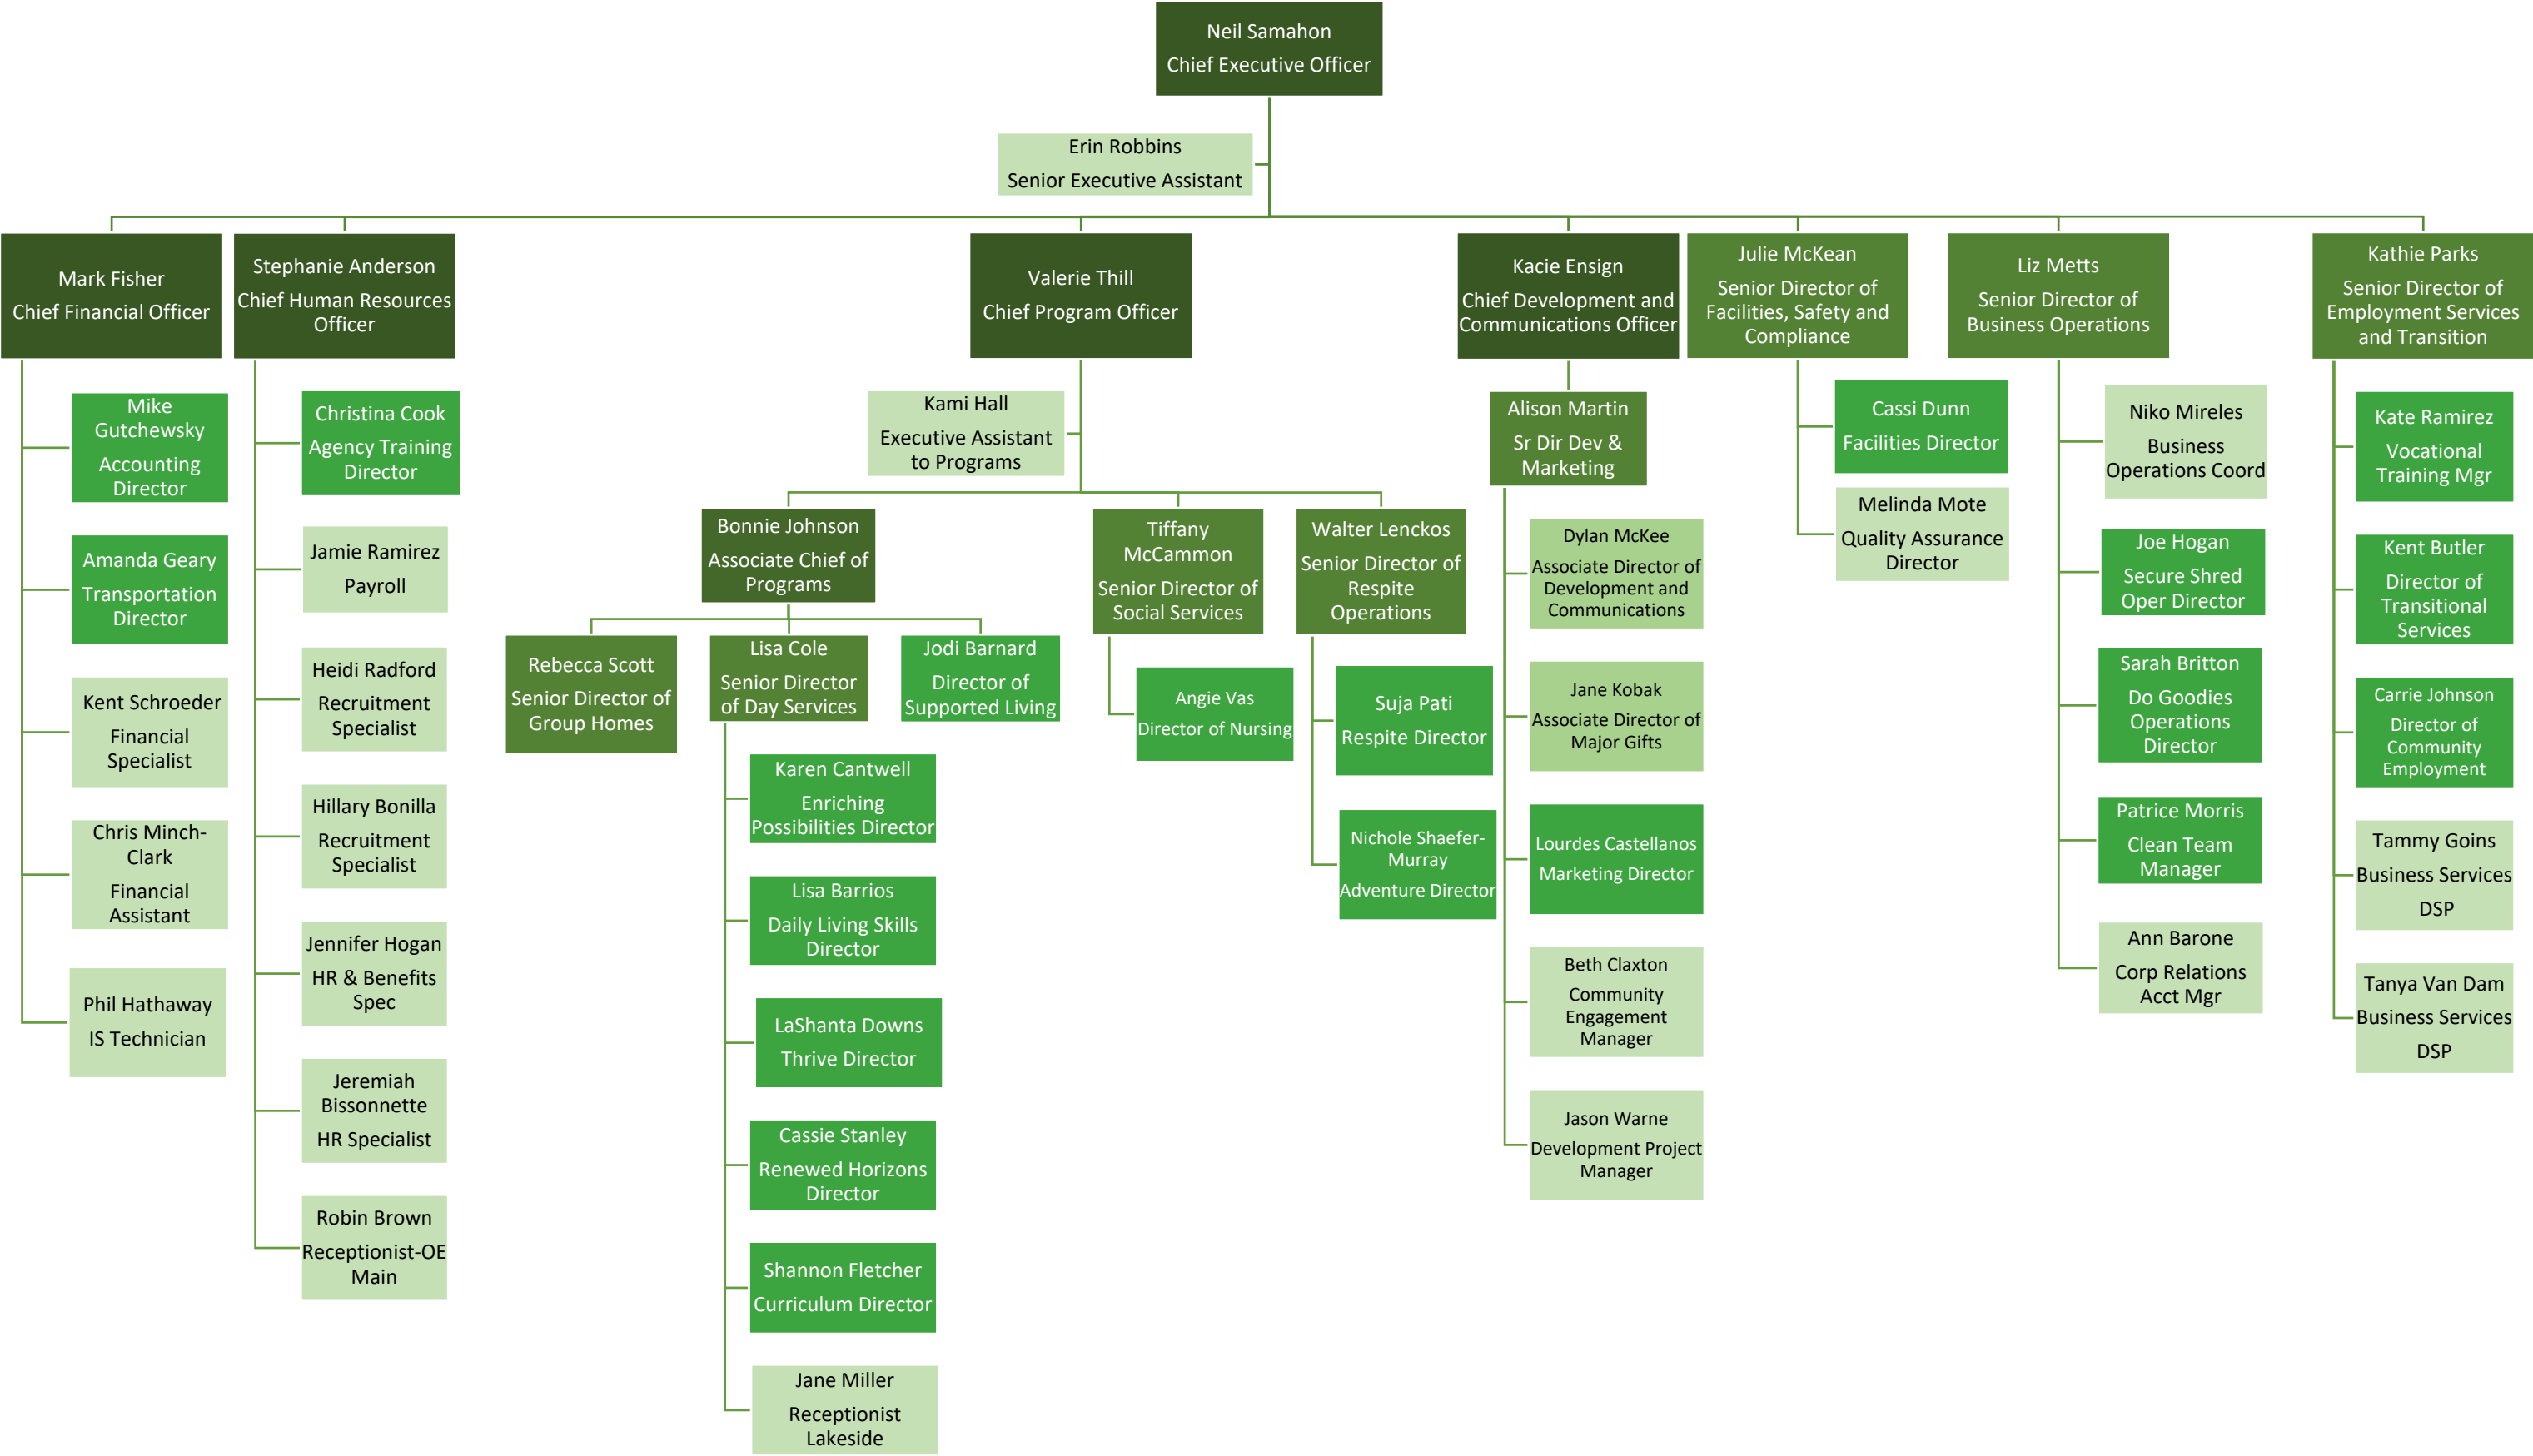 Neil Samahon
Chief Executive Officer
Erin Robbins
Senior Executive Assistant
Mark Fisher
Chief Financial Officer
Mike
Gutchewsky
Accounting
Director
Amanda Geary
Transportation
Director
Kent Schroeder
Financial
Specialist
Chris Minch-
Clark
Financial
Assistant
Phil Hathaway
IS Technician
Stephanie Anderson
Chief Human Resources
Officer
Christina Cook
Agency Training
Director
Jamie Ramirez
Payroll
Heidi Radford
Recruitment
Specialist
Hillary Bonilla
Recruitment
Specialist
Jennifer Hogan
HR & Benefits
Spec
Jeremiah
Bissonnette
HR Specialist
Robin Brown
Receptionist-OE
Main
Valerie Thill
Chief Program Officer
Kami Hall
Executive Assistant
to Programs
Bonnie Johnson
Associate Chief of
Programs
Rebecca Scott
Senior Director of
Group Homes
Lisa Cole
Senior Director
of Day Services
Karen Cantwell
Enriching
Possibilities Director
Lisa Barrios
Daily Living Skills
Director
LaShanta Downs
Thrive Director
Cassie Stanley
Renewed Horizons
Director
Shannon Fletcher
Curriculum Director
Jane Miller
Receptionist
Lakeside
Jodi Barnard
Director of
Supported Living
Tiffany
McCammon
Senior Director of
Social Services
Angie Vas
Director of Nursing
Walter Lenckos
Senior Director of
Respite
Operations
Suja Pati
Respite Director
Nichole Shaefer-
Murray
Adventure Director
Kacie Ensign
Chief Development and
Communications Officer
Alison Martin
Sr Dir Dev &
Marketing
Dylan McKee
Associate Director of
Development and
Communications
Jane Kobak
Associate Director of
Major Gifts
Lourdes Castellanos
Marketing Director
Beth Claxton
Community
Engagement
Manager
Jason Warne
Development Project
Manager
Julie McKean
Senior Director of
Facilities, Safety and
Compliance
Cassi Dunn
Facilities Director
Melinda Mote
Quality Assurance
Director
Liz Metts
Senior Director of
Business Operations
Niko Mireles
Business
Operations Coord
Joe Hogan
Secure Shred
Oper Director
Sarah Britton
Do Goodies
Operations
Director
Patrice Morris
Clean Team
Manager
Ann Barone
Corp Relations
Acct Mgr
Kathie Parks
Senior Director of
Employment Services
and Transition
Kate Ramirez
Vocational
Training Mgr
Kent Butler
Director of
Transitional
Services
Carrie Johnson
Director of
Community
Employment
Tammy Goins
Business Services
DSP
Tanya Van Dam
Business Services
DSP